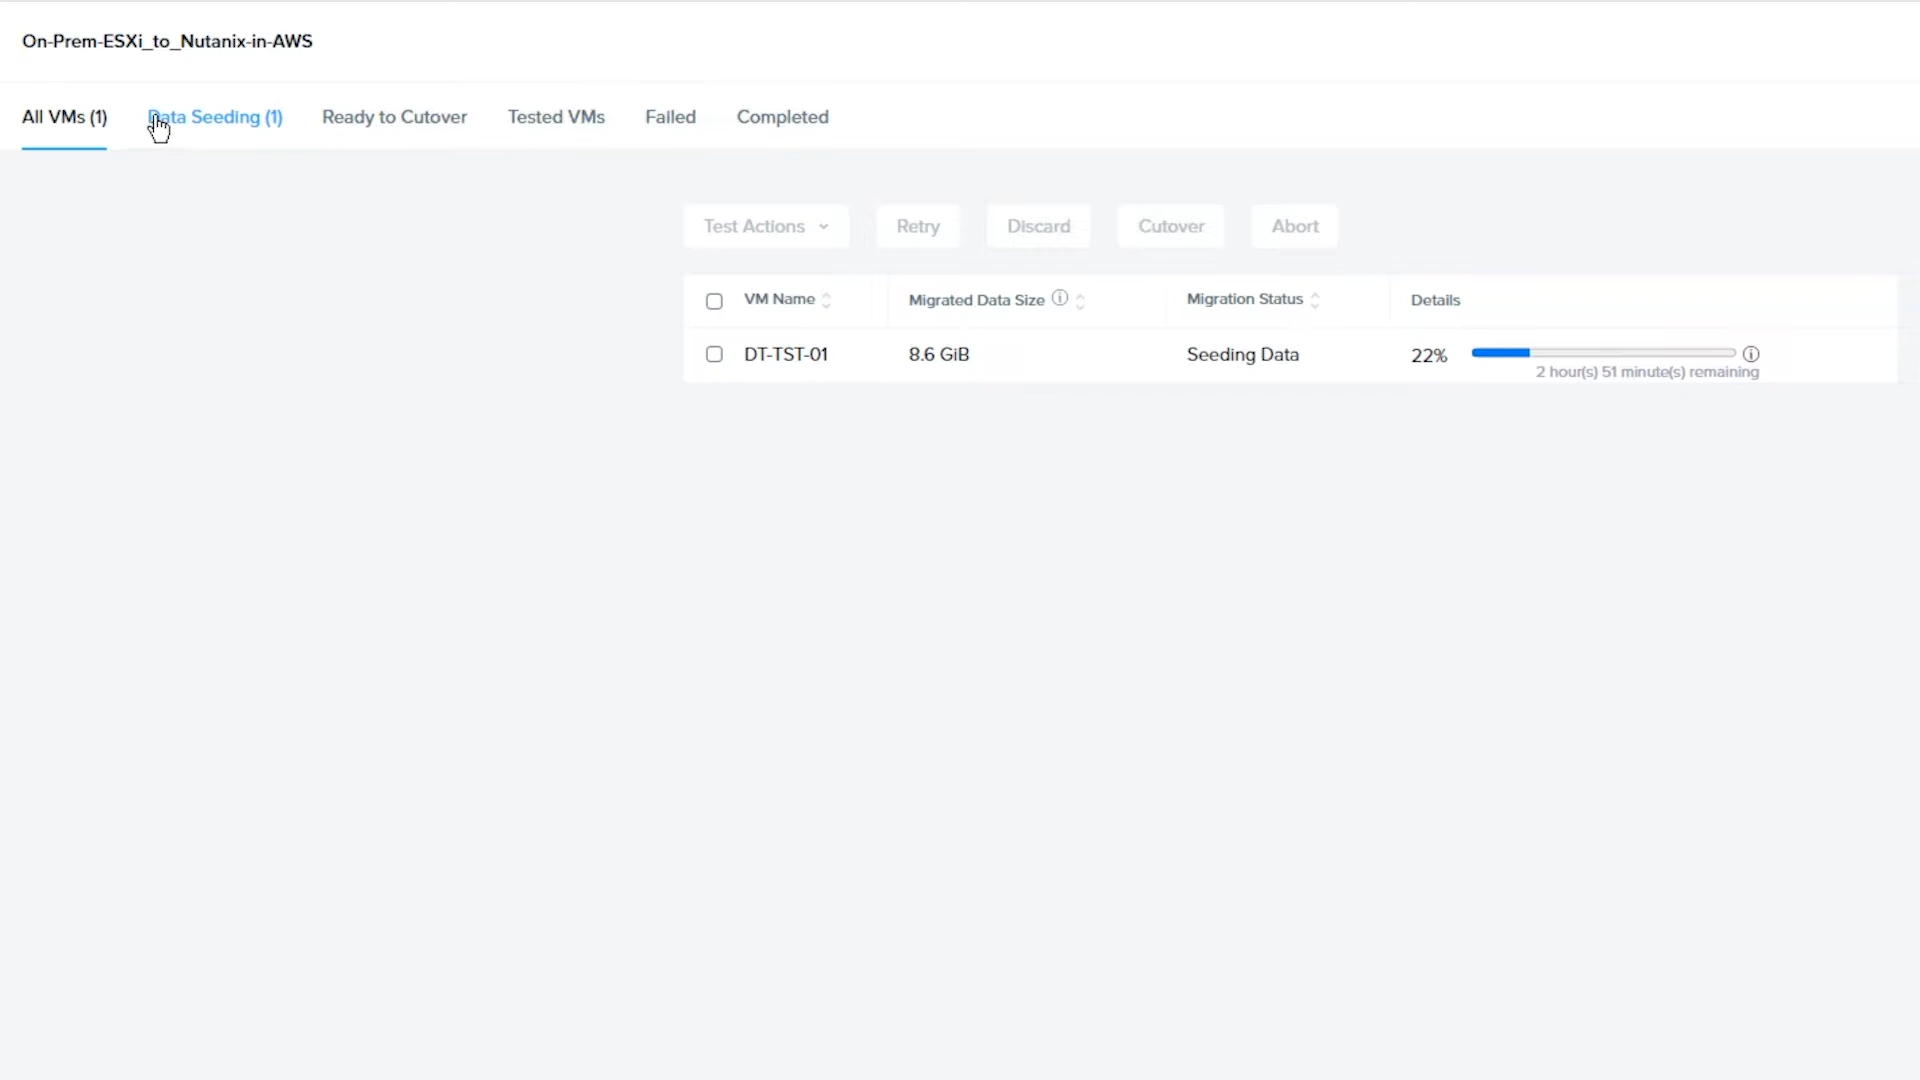 On-Prem-ESXi_to_Nutanix-in-AWS
All VMs (1) Data Seeding (1) Ready to Cutover Tested VMs Failed Completed
Test Actions Retry Discard Cutover Abort
VM Name Migrated Data Size Migration Status Details
DT-TST-01 8.6 GiB Seeding Data 22%
2 hour(s) 51 minute(s) remaining